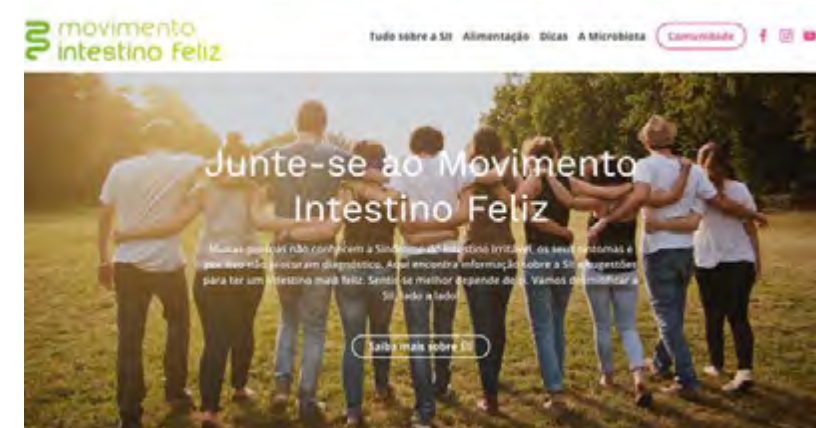 movimento
intestino feliz
Tudo sobre a SII Alimentação Dicas A Microbiota Comunidade
Junte-se ao Movimento
Intestino Feliz
Muitas pessoas não conhecem a Síndrome do Intestino Irritável, os seus sintomas e
por isso não procuram diagnóstico. Aqui encontra informação sobre a SII e sugestões
para ter um intestino mais feliz. Sentir-se melhor depende de si. Vamos desmistificar a
SII, lado a lado!
Saiba mais sobre SII